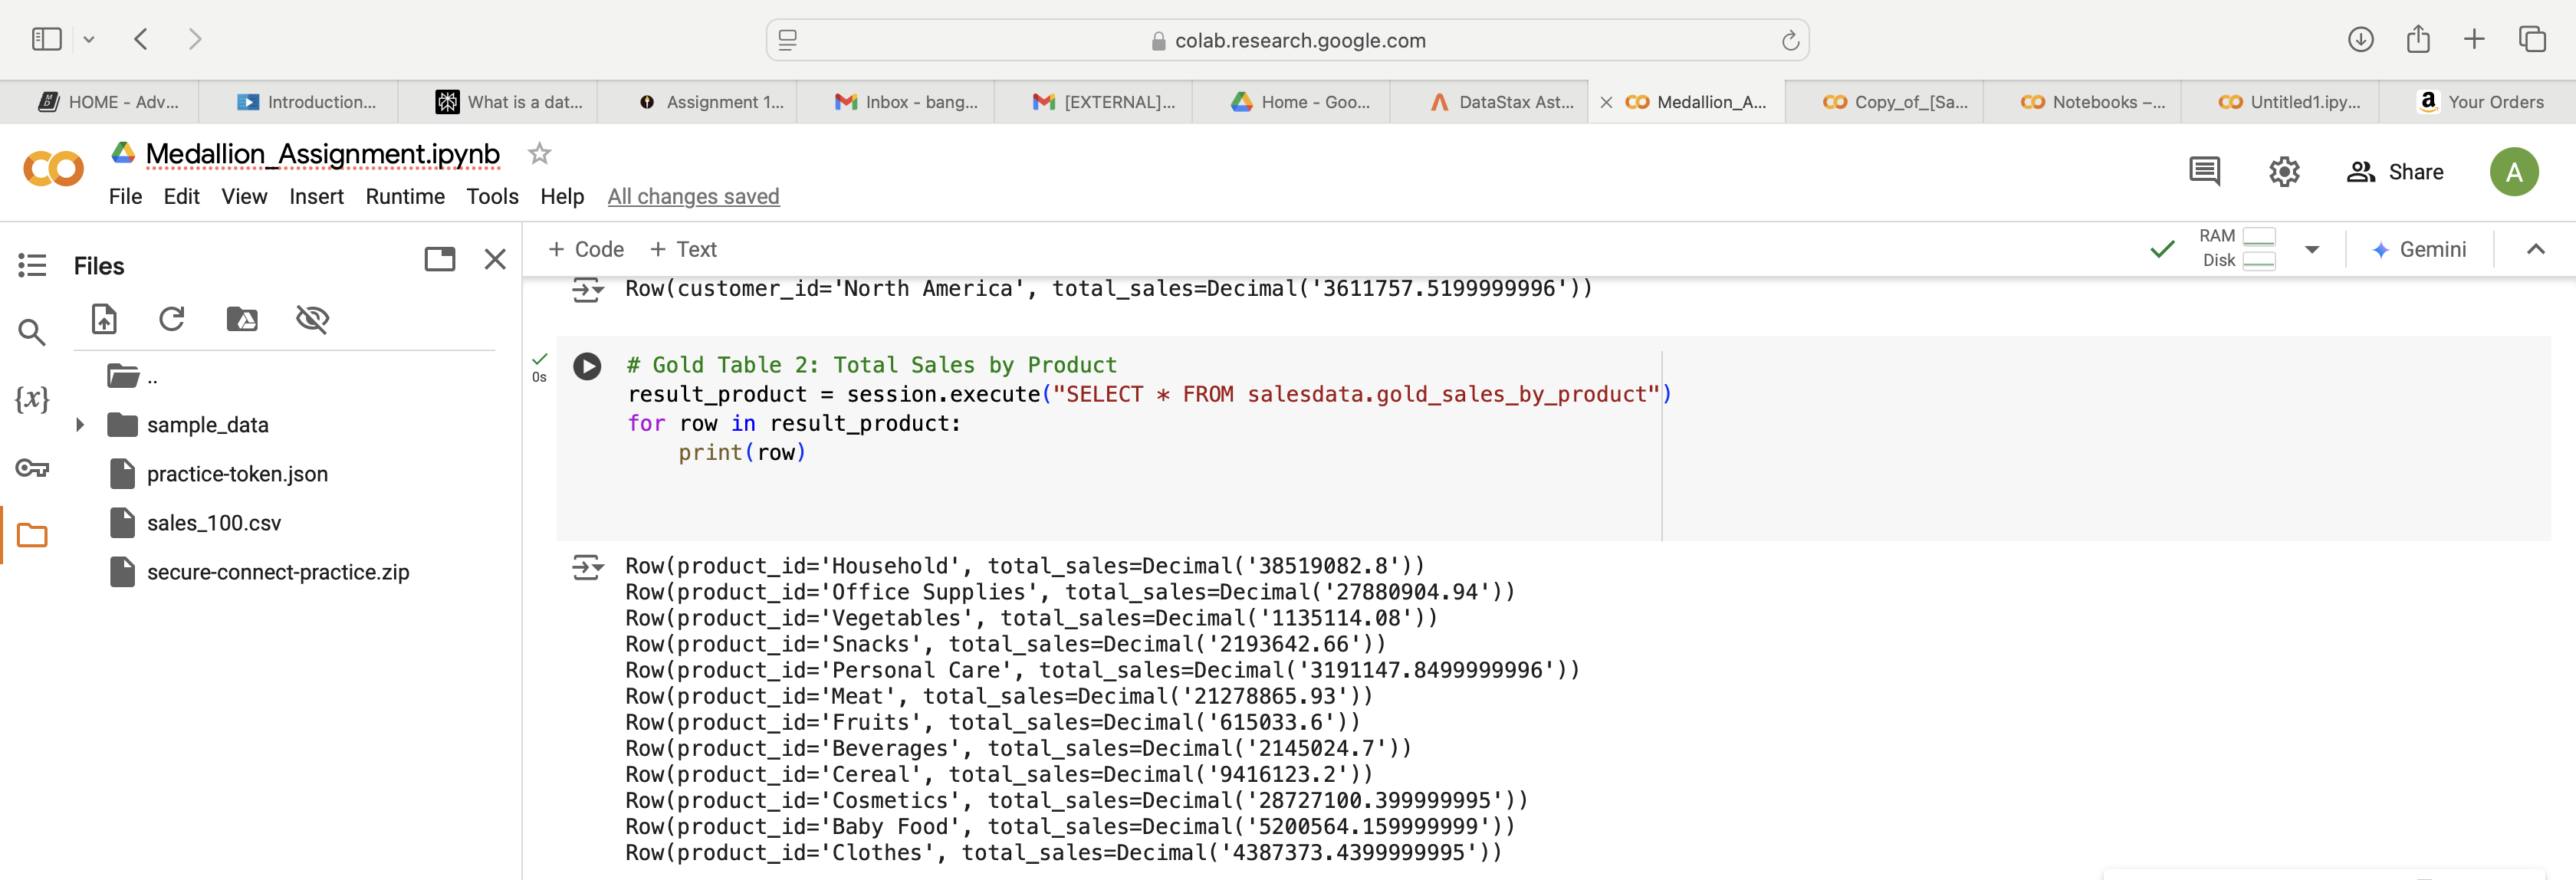 colab.research.google.com
HOME - Adv...
Introduction...
What is a dat...
Assignment 1...
Inbox - bang...
[EXTERNAL]...
Home - Goo...
DataStax Ast...
Medallion_A...
Copy_of_[Sa...
Notebooks –...
Untitled1.ipy...
Your Orders
Medallion_Assignment.ipynb
Share
A
File Edit View Insert Runtime Tools Help All changes saved
Files
+ Code + Text
RAM
Disk
Gemini
..
sample_data
practice-token.json
sales_100.csv
secure-connect-practice.zip
{x}
Row(customer_id='North America', total_sales=Decimal('3611757.5199999996'))
0s
# Gold Table 2: Total Sales by Product
result_product = session.execute("SELECT * FROM salesdata.gold_sales_by_product")
for row in result_product:
    print(row)
Row(product_id='Household', total_sales=Decimal('38519082.8'))
Row(product_id='Office Supplies', total_sales=Decimal('27880904.94'))
Row(product_id='Vegetables', total_sales=Decimal('1135114.08'))
Row(product_id='Snacks', total_sales=Decimal('2193642.66'))
Row(product_id='Personal Care', total_sales=Decimal('3191147.8499999996'))
Row(product_id='Meat', total_sales=Decimal('21278865.93'))
Row(product_id='Fruits', total_sales=Decimal('615033.6'))
Row(product_id='Beverages', total_sales=Decimal('2145024.7'))
Row(product_id='Cereal', total_sales=Decimal('9416123.2'))
Row(product_id='Cosmetics', total_sales=Decimal('28727100.399999995'))
Row(product_id='Baby Food', total_sales=Decimal('5200564.159999999'))
Row(product_id='Clothes', total_sales=Decimal('4387373.4399999995'))